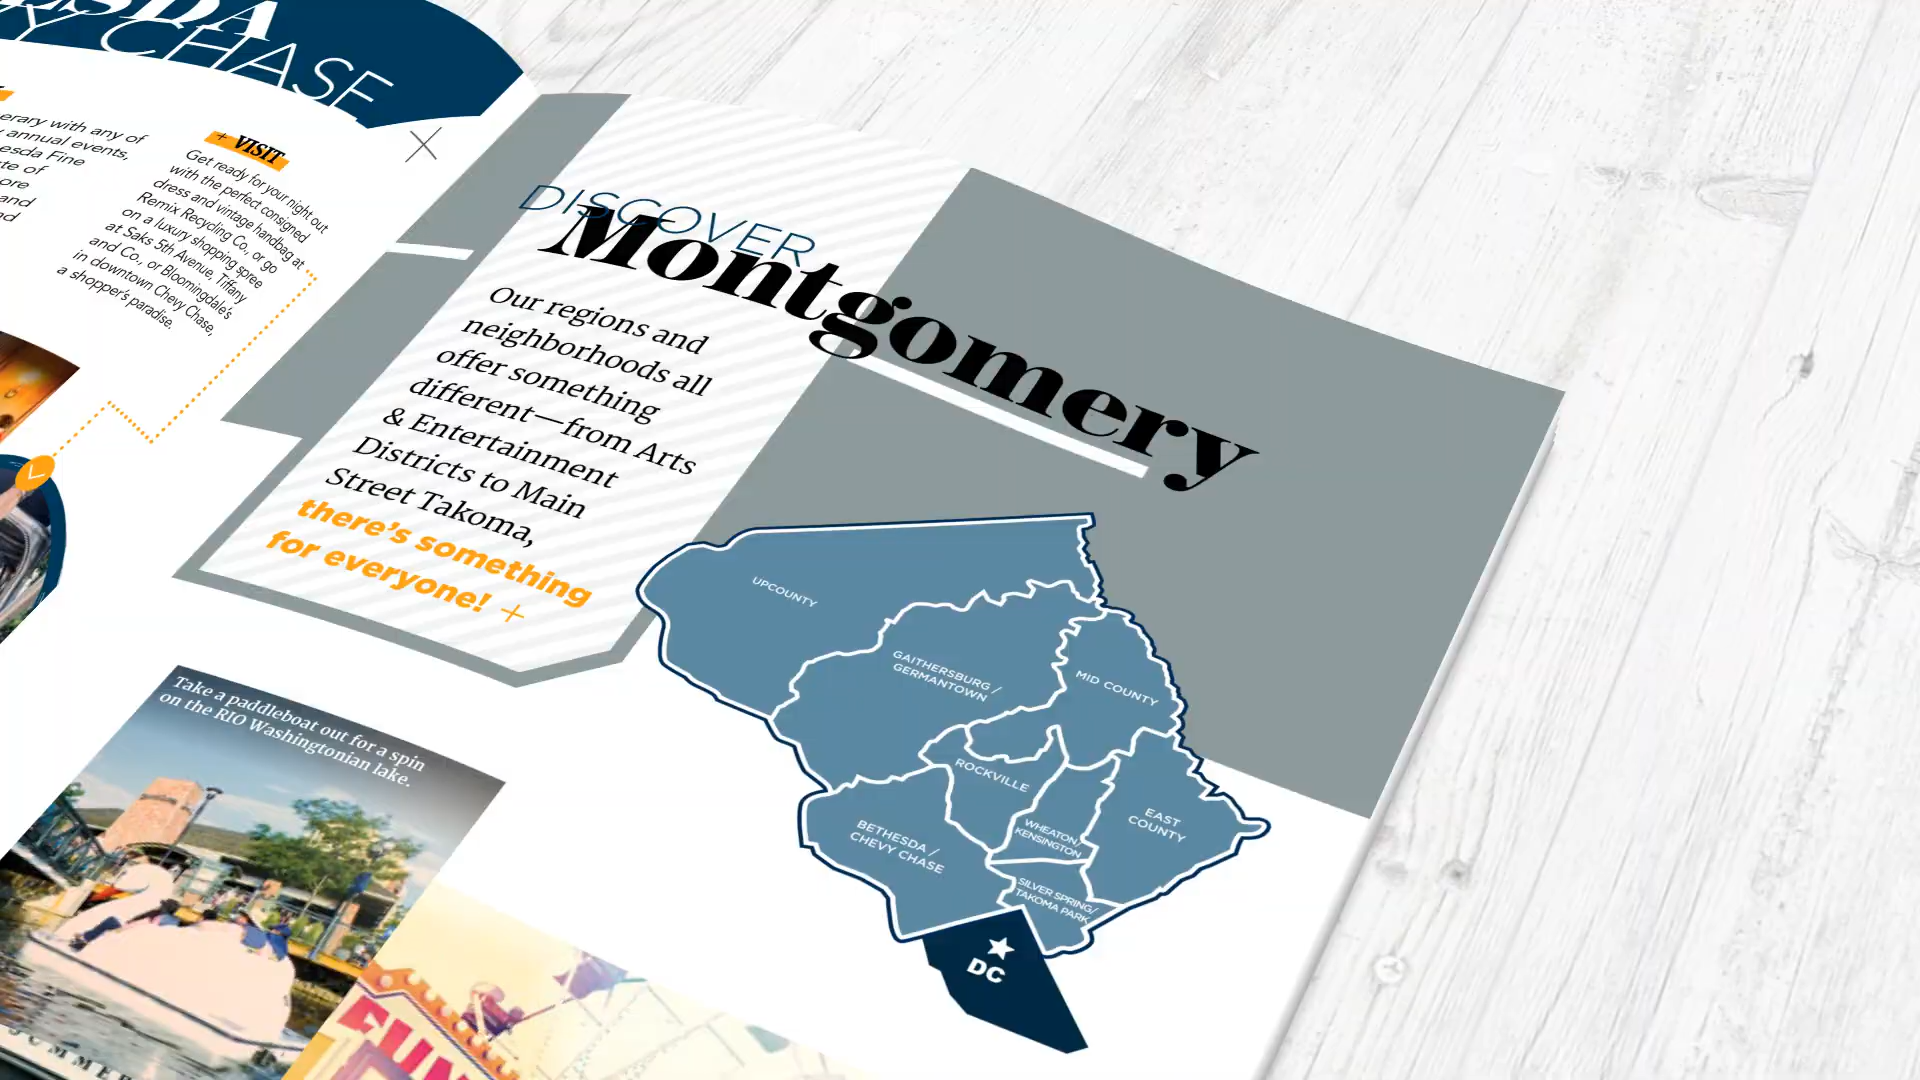 CHASE
erary with any of
annual events,
esda Fine
te of
ore
and
+ VISIT
Get ready for your night out
with the perfect consigned
dress and vintage handbag at
Remix Recycling Co., or go
on a luxury shopping spree
at Saks 5th Avenue, Tiffany
and Co., or Bloomingdale's
in downtown Chevy Chase,
a shopper's paradise.
DISCOVER
Montgomery
Our regions and
neighborhoods all
offer something
different—from Arts
& Entertainment
Districts to Main
Street Takoma,
there's something
for everyone! +
UPCOUNTY
GAITHERSBURG /
GERMANTOWN
MID COUNTY
ROCKVILLE
WHEATON/
KENSINGTON
EAST
COUNTY
BETHESDA /
CHEVY CHASE
SILVER SPRING/
TAKOMA PARK
DC
Take a paddleboat out for a spin
on the RIO Washingtonian lake.
FUN